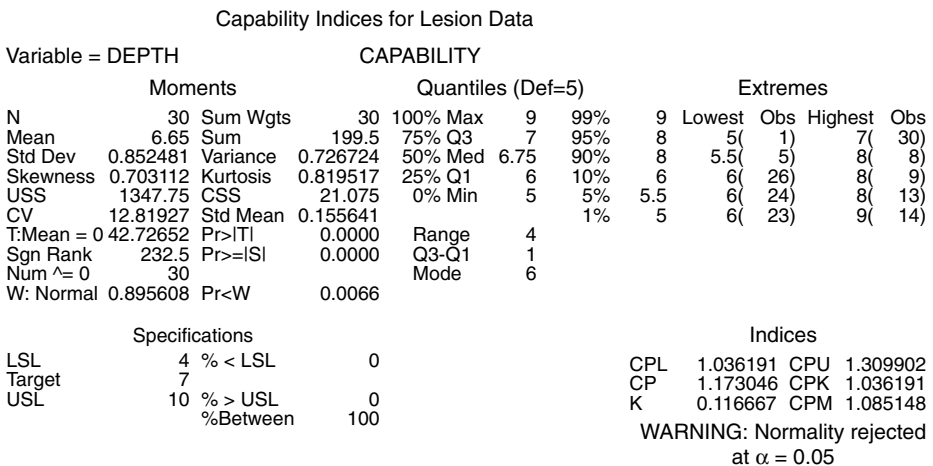 Capability Indices for Lesion Data
Variable = DEPTH CAPABILITY
Moments Quantiles (Def=5) Extremes
N 30 Sum Wgts 30 100% Max 9 99% 9 Lowest Obs Highest Obs
Mean 6.65 Sum 199.5 75% Q3 7 95% 8 5( 1) 7( 30)
Std Dev 0.852481 Variance 0.726724 50% Med 6.75 90% 8 5.5( 5) 8( 8)
Skewness 0.703112 Kurtosis 0.819517 25% Q1 6 10% 6 6( 26) 8( 9)
USS 1347.75 CSS 21.075 0% Min 5 5% 5.5 6( 24) 8( 13)
CV 12.81927 Std Mean 0.155641 1% 5 6( 23) 9( 14)
T:Mean = 0 42.72652 Pr>|T| 0.0000 Range 4
Sgn Rank 232.5 Pr>=|S| 0.0000 Q3-Q1 1
Num ^= 0 30 Mode 6
W: Normal 0.895608 Pr<W 0.0066
Specifications Indices
LSL 4 % < LSL 0 CPL 1.036191 CPU 1.309902
Target 7 CP 1.173046 CPK 1.036191
USL 10 % > USL 0 K 0.116667 CPM 1.085148
%Between 100
WARNING: Normality rejected
at α = 0.05